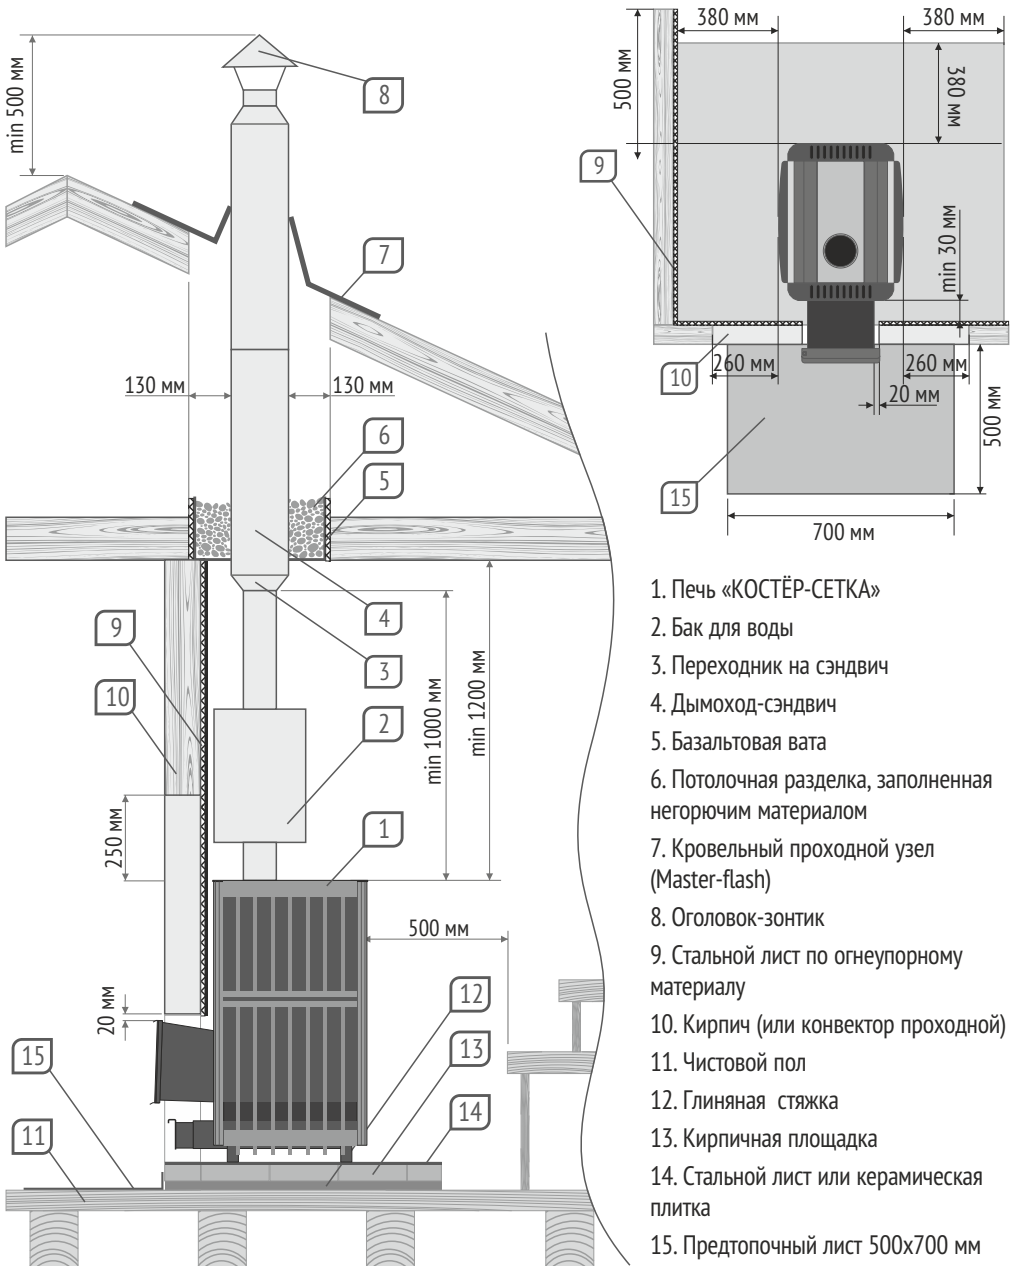 min 500 мм
8
7
130 мм
130 мм
6
5
4
3
9
10
2
min 1000 мм
min 1200 мм
250 мм
1
500 мм
20 мм
12
13
14
15
11
380 мм
380 мм
500 мм
380 мм
9
min 30 мм
10
260 мм
260 мм
20 мм
500 мм
15
700 мм
1. Печь «КОСТЁР-СЕТКА»
2. Бак для воды
3. Переходник на сэндвич
4. Дымоход-сэндвич
5. Базальтовая вата
6. Потолочная разделка, заполненная
негорючим материалом
7. Кровельный проходной узел
(Master-flash)
8. Оголовок-зонтик
9. Стальной лист по огнеупорному
материалу
10. Кирпич (или конвектор проходной)
11. Чистовой пол
12. Глиняная стяжка
13. Кирпичная площадка
14. Стальной лист или керамическая
плитка
15. Предтопочный лист 500х700 мм